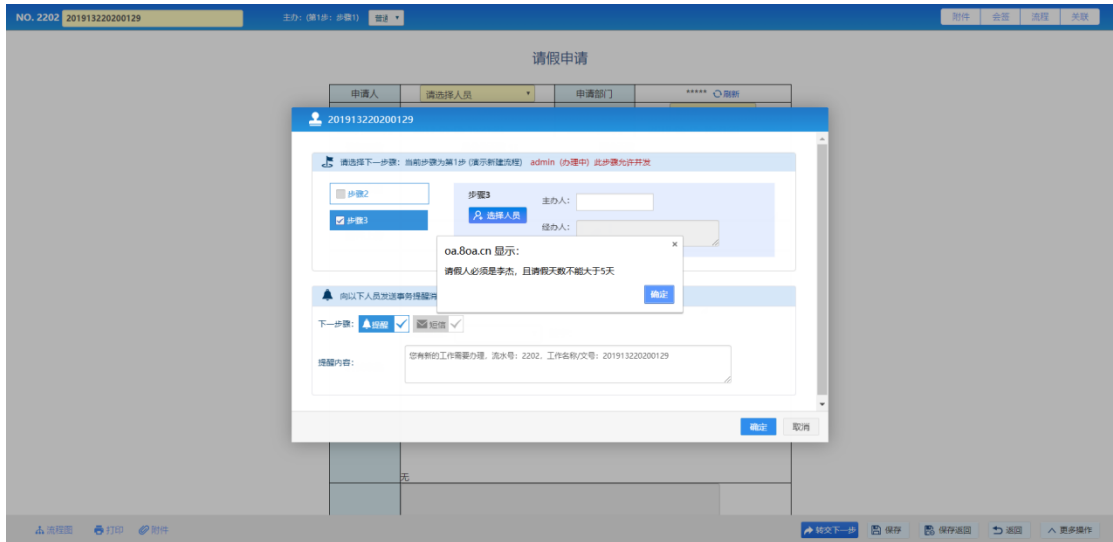 NO. 2202 201913220200129 主办: (第1步: 步骤1) 普通 附件 会签 流程 关联
请假申请
申请人 请选择人员 申请部门 ***** 刷新
201913220200129
请选择下一步骤: 当前步骤为第1步 (演示新建流程) admin (办理中) 此步骤允许并发
步骤2
步骤3
步骤3
选择人员
主办人:
经办人:
oa.8oa.cn 显示: ×
请假人必须是李杰,且请假天数不能大于5天
确定
向以下人员发送事务提醒消
下一步骤: 提醒 短信
提醒内容: 您有新的工作需要办理, 流水号: 2202, 工作名称/文号: 201913220200129
确定 取消
无
流程图 打印 附件 转交下一步 保存 保存返回 返回 更多操作